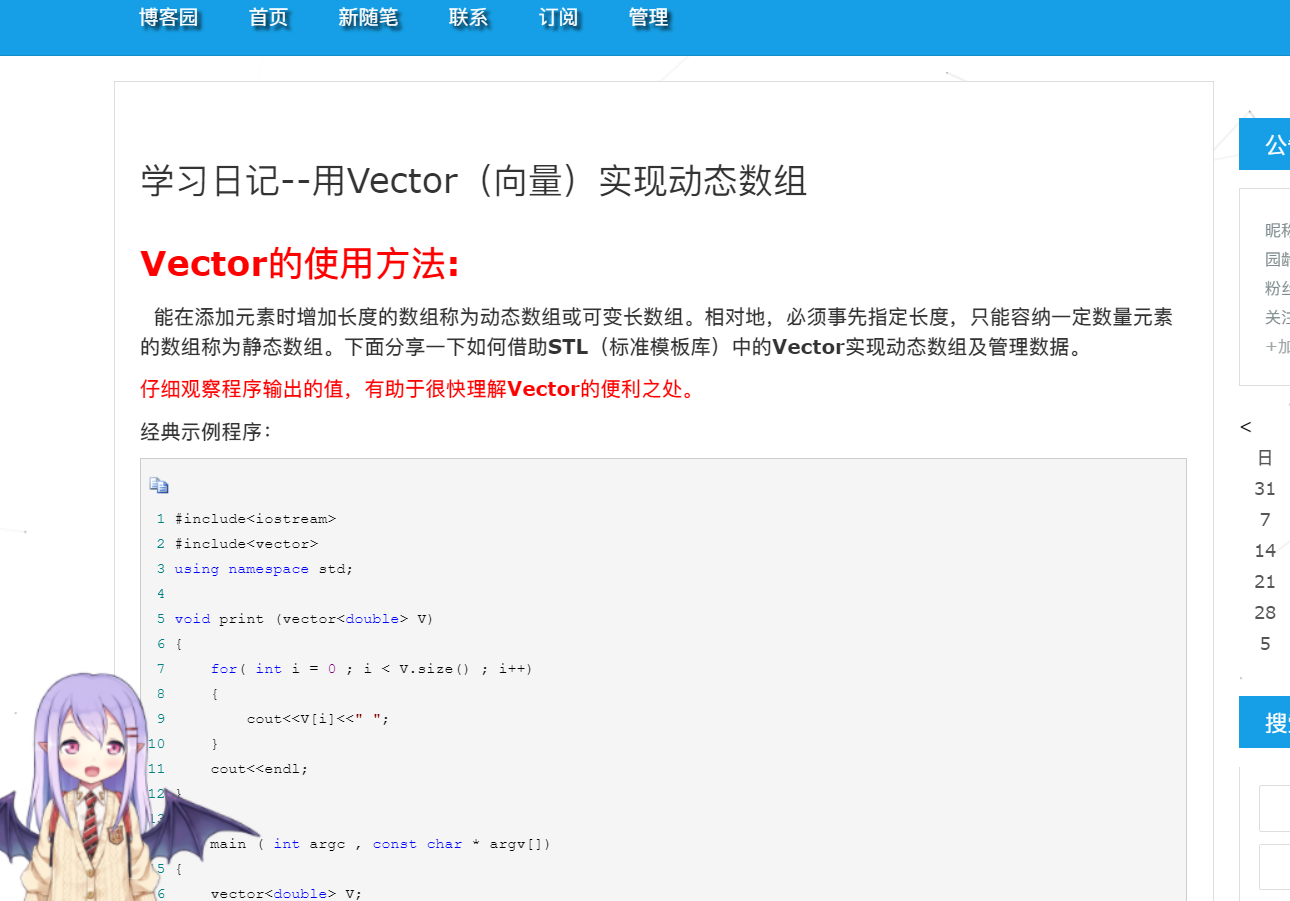 博客园 首页 新随笔 联系 订阅 管理
学习日记--用Vector（向量）实现动态数组
Vector的使用方法:
能在添加元素时增加长度的数组称为动态数组或可变长数组。相对地，必须事先指定长度，只能容纳一定数量元素
的数组称为静态数组。下面分享一下如何借助STL（标准模板库）中的Vector实现动态数组及管理数据。
仔细观察程序输出的值，有助于很快理解Vector的便利之处。
经典示例程序：
1 #include<iostream>
2 #include<vector>
3 using namespace std;
4
5 void print (vector<double> V)
6 {
7     for( int i = 0 ; i < V.size() ; i++)
8     {
9         cout<<V[i]<<" ";
10     }
11     cout<<endl;
12 }
13
main ( int argc , const char * argv[])
5 {
6     vector<double> V;
公
昵称
园龄
粉丝
关注
+加
<
日
31
7
14
21
28
5
搜